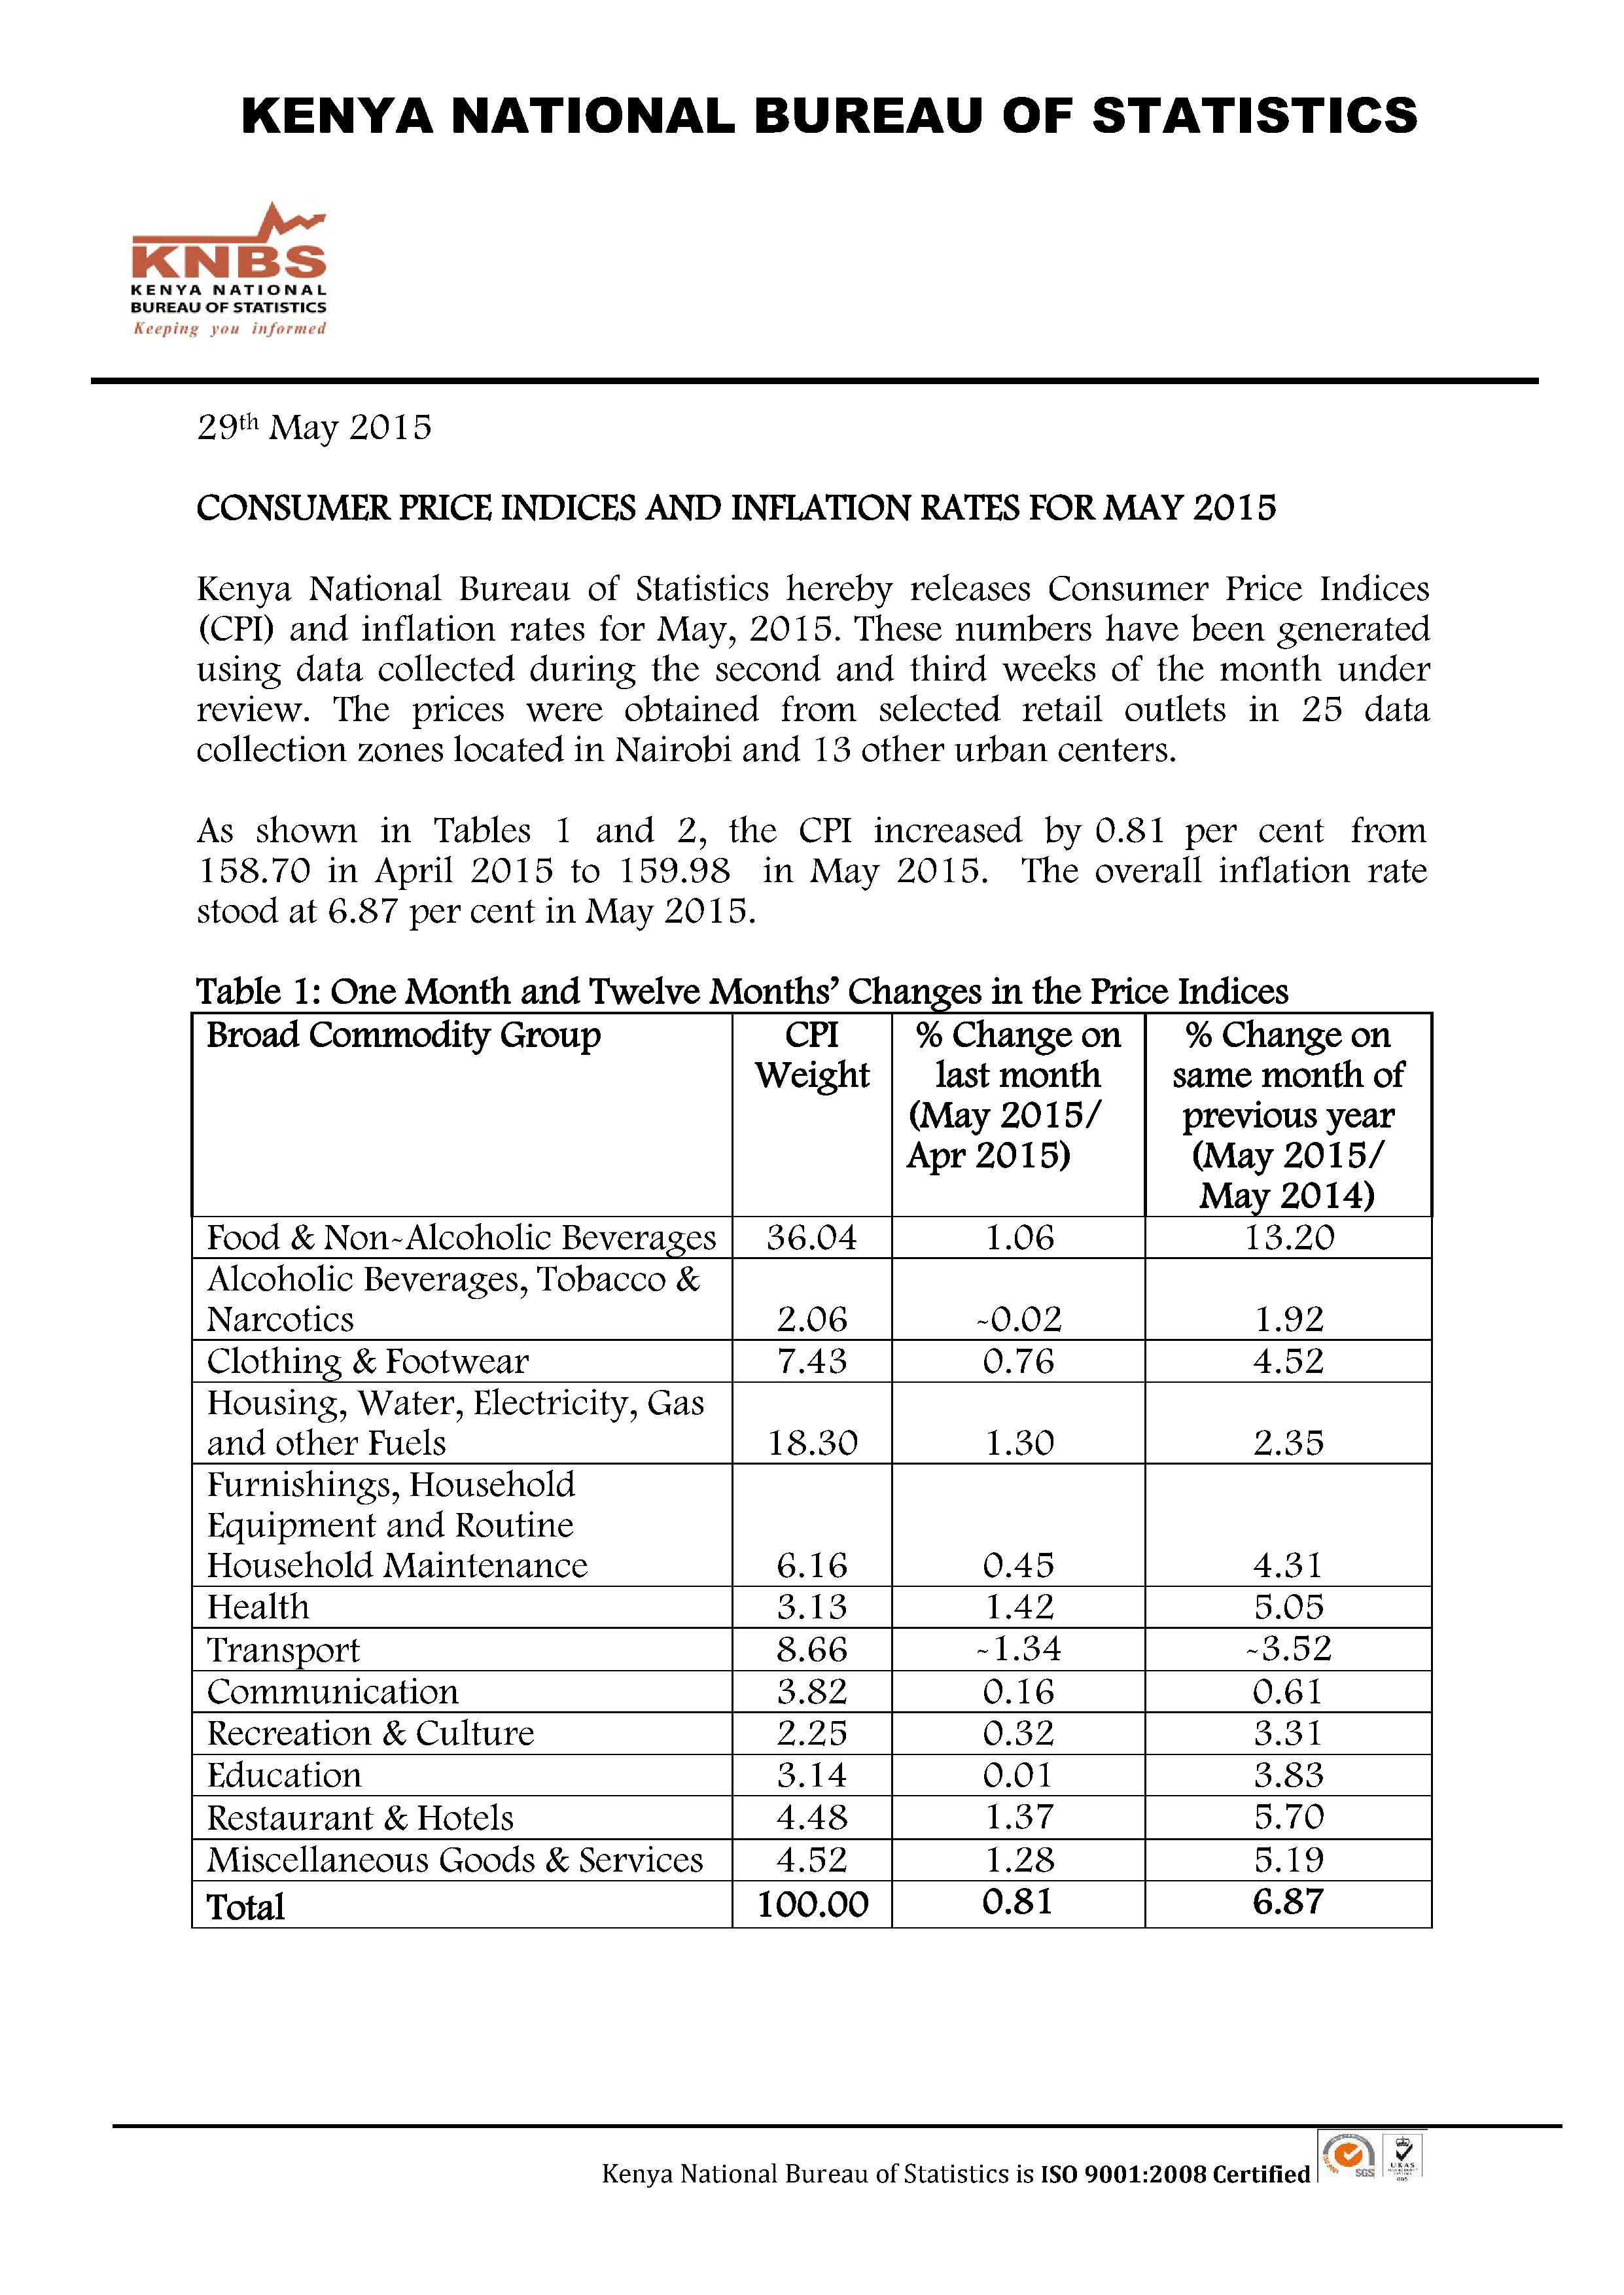 KENYA NATIONAL BUREAU OF STATISTICS
KNBS
KENYA NATIONAL
BUREAU OF STATISTICS
Keeping you informed
29th May 2015
CONSUMER PRICE INDICES AND INFLATION RATES FOR MAY 2015
Kenya National Bureau of Statistics hereby releases Consumer Price Indices
(CPI) and inflation rates for May, 2015. These numbers have been generated
using data collected during the second and third weeks of the month under
review. The prices were obtained from selected retail outlets in 25 data
collection zones located in Nairobi and 13 other urban centers.
As shown in Tables 1 and 2, the CPI increased by 0.81 per cent from
158.70 in April 2015 to 159.98 in May 2015. The overall inflation rate
stood at 6.87 per cent in May 2015.
Table 1: One Month and Twelve Months’ Changes in the Price Indices
Broad Commodity Group CPI % Change on % Change on
Weight last month same month of
(May 2015/ previous year
Apr 2015) (May 2015/
May 2014)
Food & Non-Alcoholic Beverages 36.04 1.06 13.20
Alcoholic Beverages, Tobacco &
Narcotics 2.06 -0.02 1.92
Clothing & Footwear 7.43 0.76 4.52
Housing, Water, Electricity, Gas
and other Fuels 18.30 1.30 2.35
Furnishings, Household
Equipment and Routine
Household Maintenance 6.16 0.45 4.31
Health 3.13 1.42 5.05
Transport 8.66 -1.34 -3.52
Communication 3.82 0.16 0.61
Recreation & Culture 2.25 0.32 3.31
Education 3.14 0.01 3.83
Restaurant & Hotels 4.48 1.37 5.70
Miscellaneous Goods & Services 4.52 1.28 5.19
Total 100.00 0.81 6.87
Kenya National Bureau of Statistics is ISO 9001:2008 Certified
SGS
UKAS